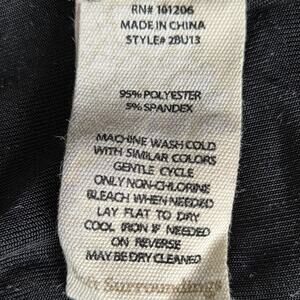 RN# 101206
MADE IN CHINA
STYLE# 2BU13
95% POLYESTER
5% SPANDEX
MACHINE WASH COLD
WITH SIMILAR COLORS
GENTLE CYCLE
ONLY NON-CHLORINE
BLEACH WHEN NEEDED
LAY FLAT TO DRY
COOL IRON IF NEEDED
ON REVERSE
MAY BE DRY CLEANED
ft Surroundings